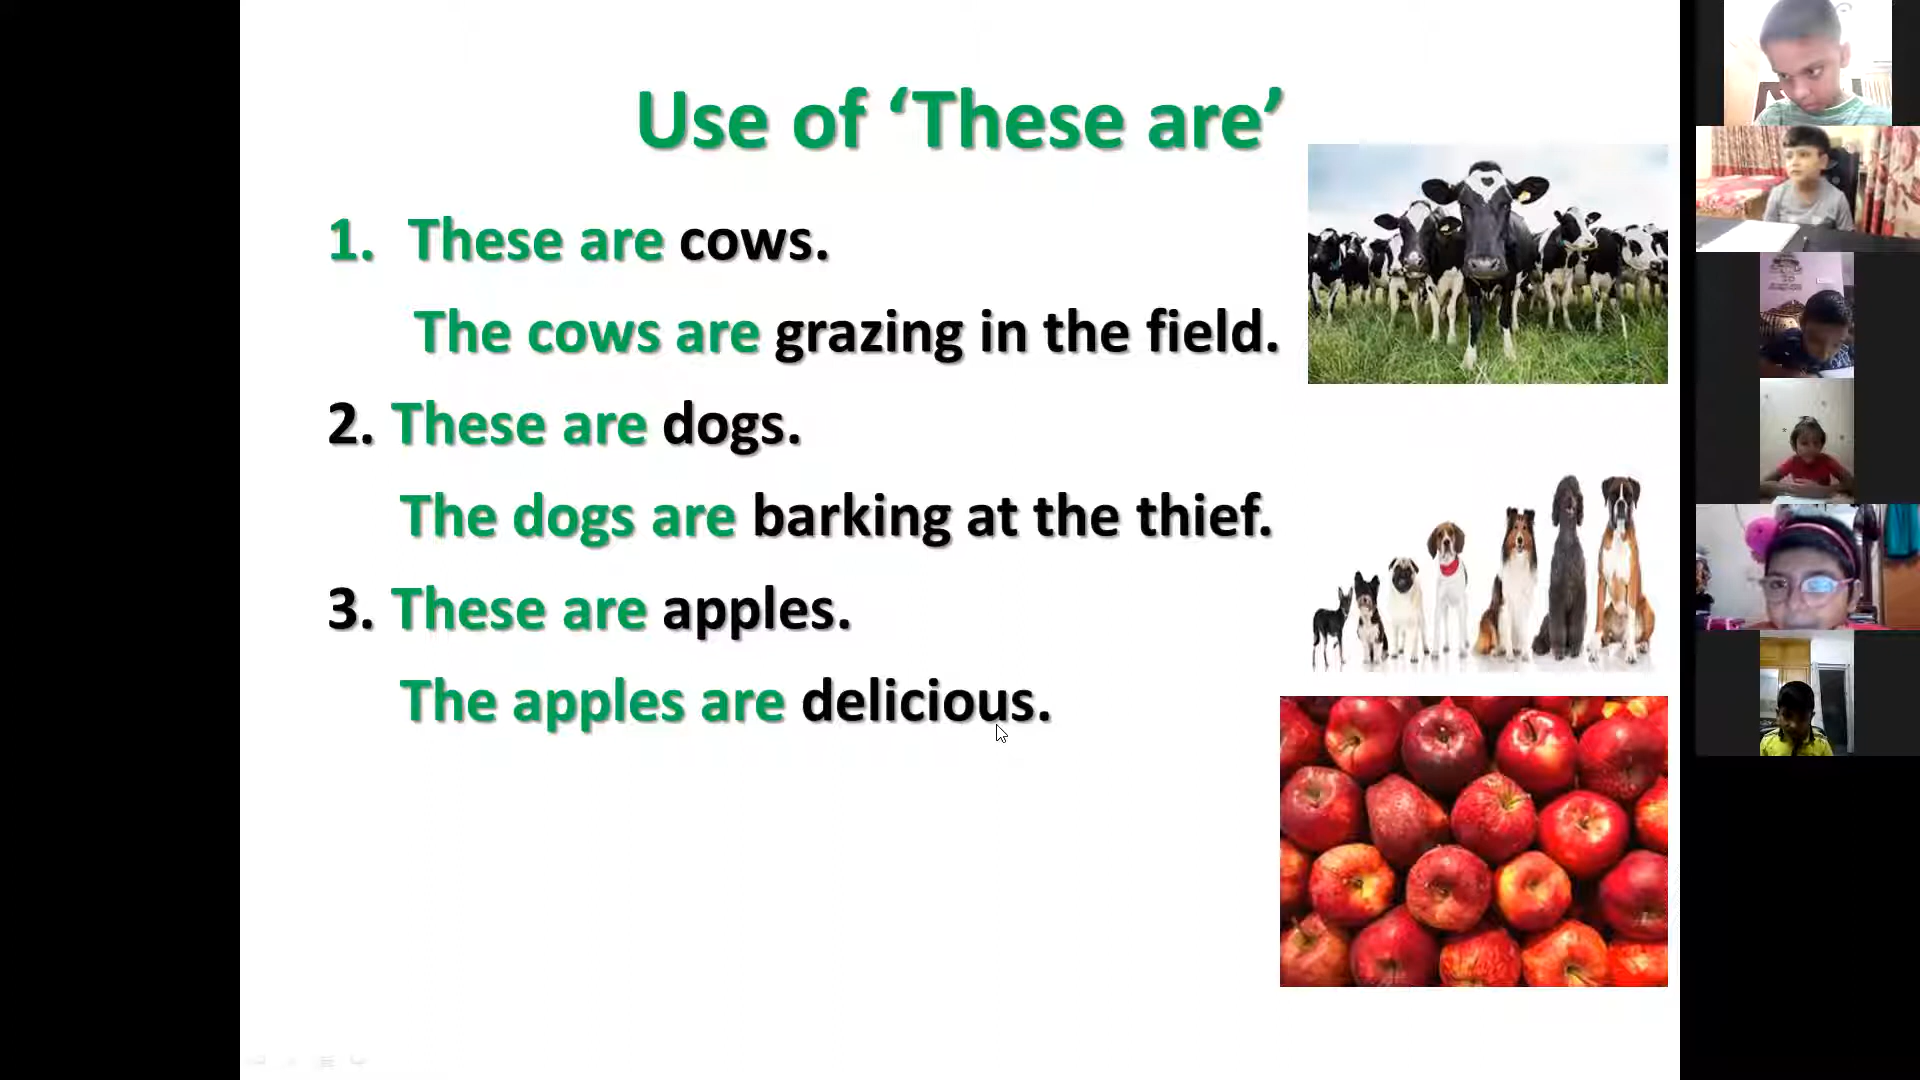 Use of ‘These are’
1. These are cows.
The cows are grazing in the field.
2. These are dogs.
The dogs are barking at the thief.
3. These are apples.
The apples are delicious.